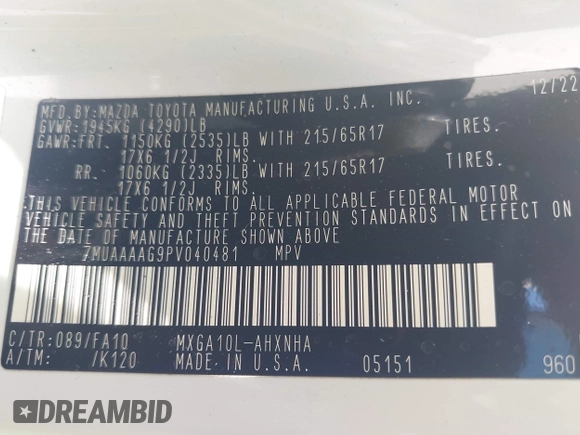 MFD.BY:MAZDA TOYOTA MANUFACTURING U.S.A. INC. 12/22
GVWR:1945KG (4290)LB
GAWR:FRT. 1150KG (2535)LB WITH 215/65R17 TIRES.
17X6 1/2J RIMS.
RR. 1060KG (2335)LB WITH 215/65R17 TIRES.
17X6 1/2J RIMS.
THIS VEHICLE CONFORMS TO ALL APPLICABLE FEDERAL MOTOR
VEHICLE SAFETY AND THEFT PREVENTION STANDARDS IN EFFECT ON
THE DATE OF MANUFACTURE SHOWN ABOVE
7MUAAAAG9PV040481 MPV
C/TR:089/FA10 MXGA10L-AHXNHA
A/TM: /K120 MADE IN U.S.A. 05151 960
DREAMBID